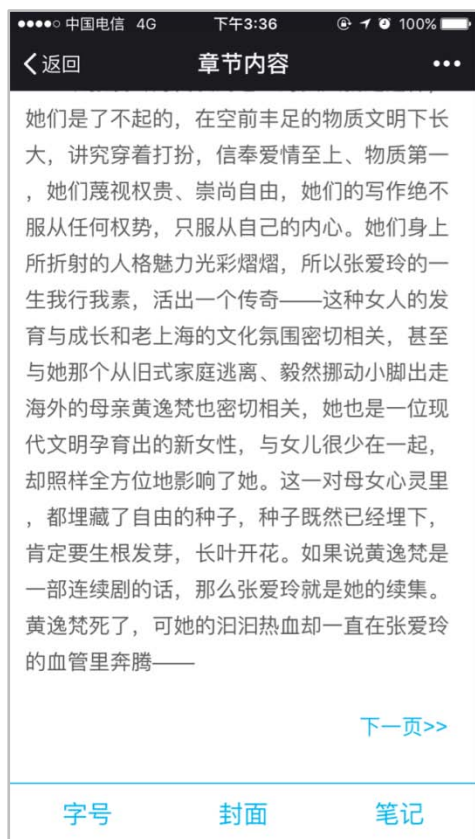 中国电信 4G 下午3:36 100%
返回 章节内容
她们是了不起的，在空前丰足的物质文明下长
大，讲究穿着打扮，信奉爱情至上、物质第一
，她们蔑视权贵、崇尚自由，她们的写作绝不
服从任何权势，只服从自己的内心。她们身上
所折射的人格魅力光彩熠熠，所以张爱玲的一
生我行我素，活出一个传奇——这种女人的发
育与成长和老上海的文化氛围密切相关，甚至
与她那个从旧式家庭逃离、毅然挪动小脚出走
海外的母亲黄逸梵也密切相关，她也是一位现
代文明孕育出的新女性，与女儿很少在一起，
却照样全方位地影响了她。这一对母女心灵里
，都埋藏了自由的种子，种子既然已经埋下，
肯定要生根发芽，长叶开花。如果说黄逸梵是
一部连续剧的话，那么张爱玲就是她的续集。
黄逸梵死了，可她的汩汩热血却一直在张爱玲
的血管里奔腾——
下一页>>
字号 封面 笔记